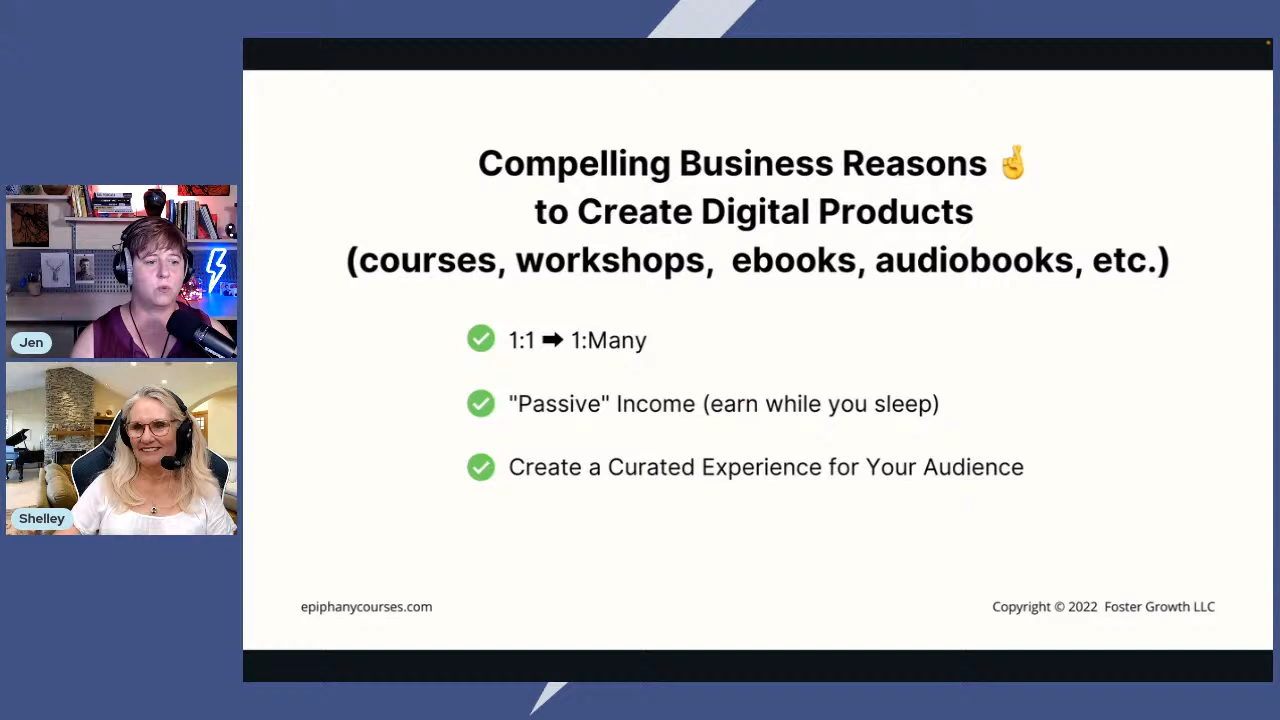 Compelling Business Reasons 🤞
to Create Digital Products
(courses, workshops, ebooks, audiobooks, etc.)
1:1 ➡ 1:Many
"Passive" Income (earn while you sleep)
Create a Curated Experience for Your Audience
epiphanycourses.com
Copyright © 2022 Foster Growth LLC
Jen
Shelley